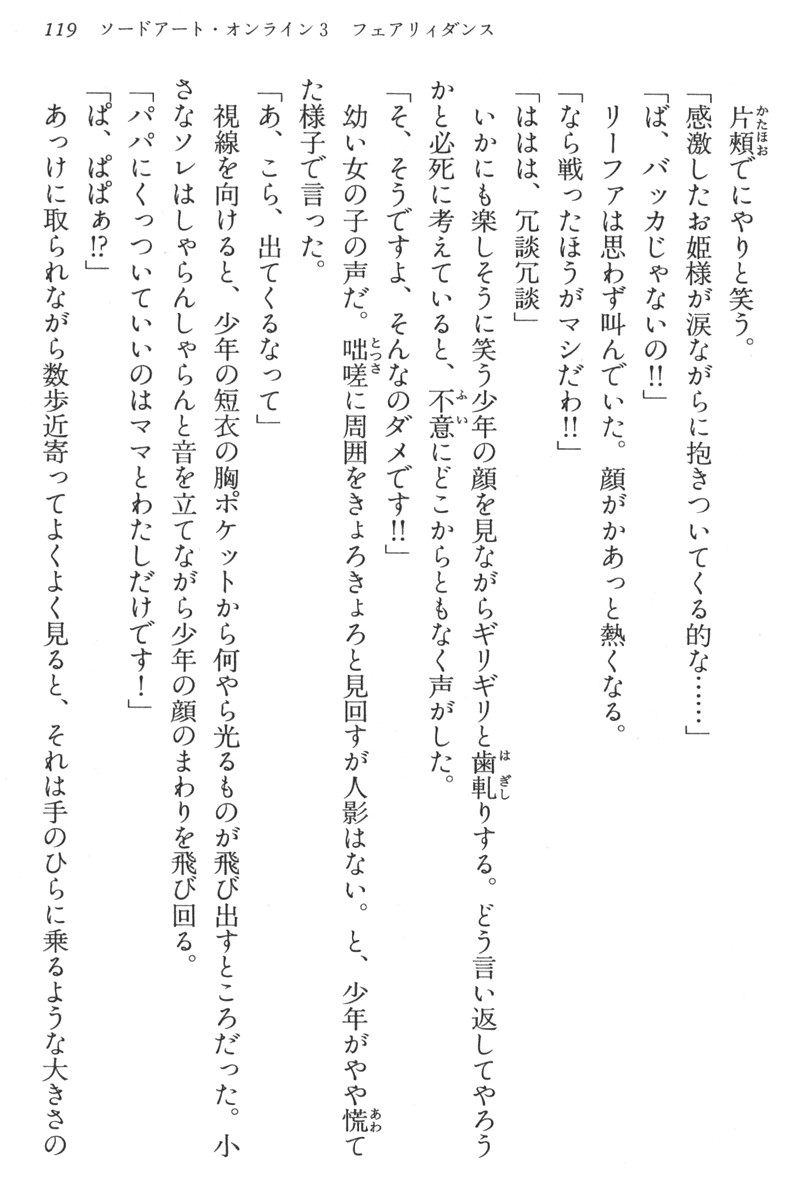 119 ソードアート・オンライン3 フェアリィダンス
片頰でにやりと笑う。
「感激したお姫様が涙ながらに抱きついてくる的な……」
「ば、バッカじゃないの!!」
リーファは思わず叫んでいた。顔がかあっと熱くなる。
「なら戦ったほうがマシだわ!!」
「ははは、冗談冗談」
いかにも楽しそうに笑う少年の顔を見ながらギリギリと歯軋りする。どう言い返してやろう
かと必死に考えていると、不意にどこからともなく声がした。
「そ、そうですよ、そんなのダメです!!」
幼い女の子の声だ。咄嗟に周囲をきょろきょろと見回すが人影はない。と、少年がやや慌て
た様子で言った。
「あ、こら、出てくるなって」
視線を向けると、少年の短衣の胸ポケットから何やら光るものが飛び出すところだった。小
さなソレはしゃらんしゃらんと音を立てながら少年の顔のまわりを飛び回る。
「パパにくっついていいのはママとわたしだけです!」
「ぱ、ぱぱぁ!?」
あっけに取られながら数歩近寄ってよくよく見ると、それは手のひらに乗るような大きさの